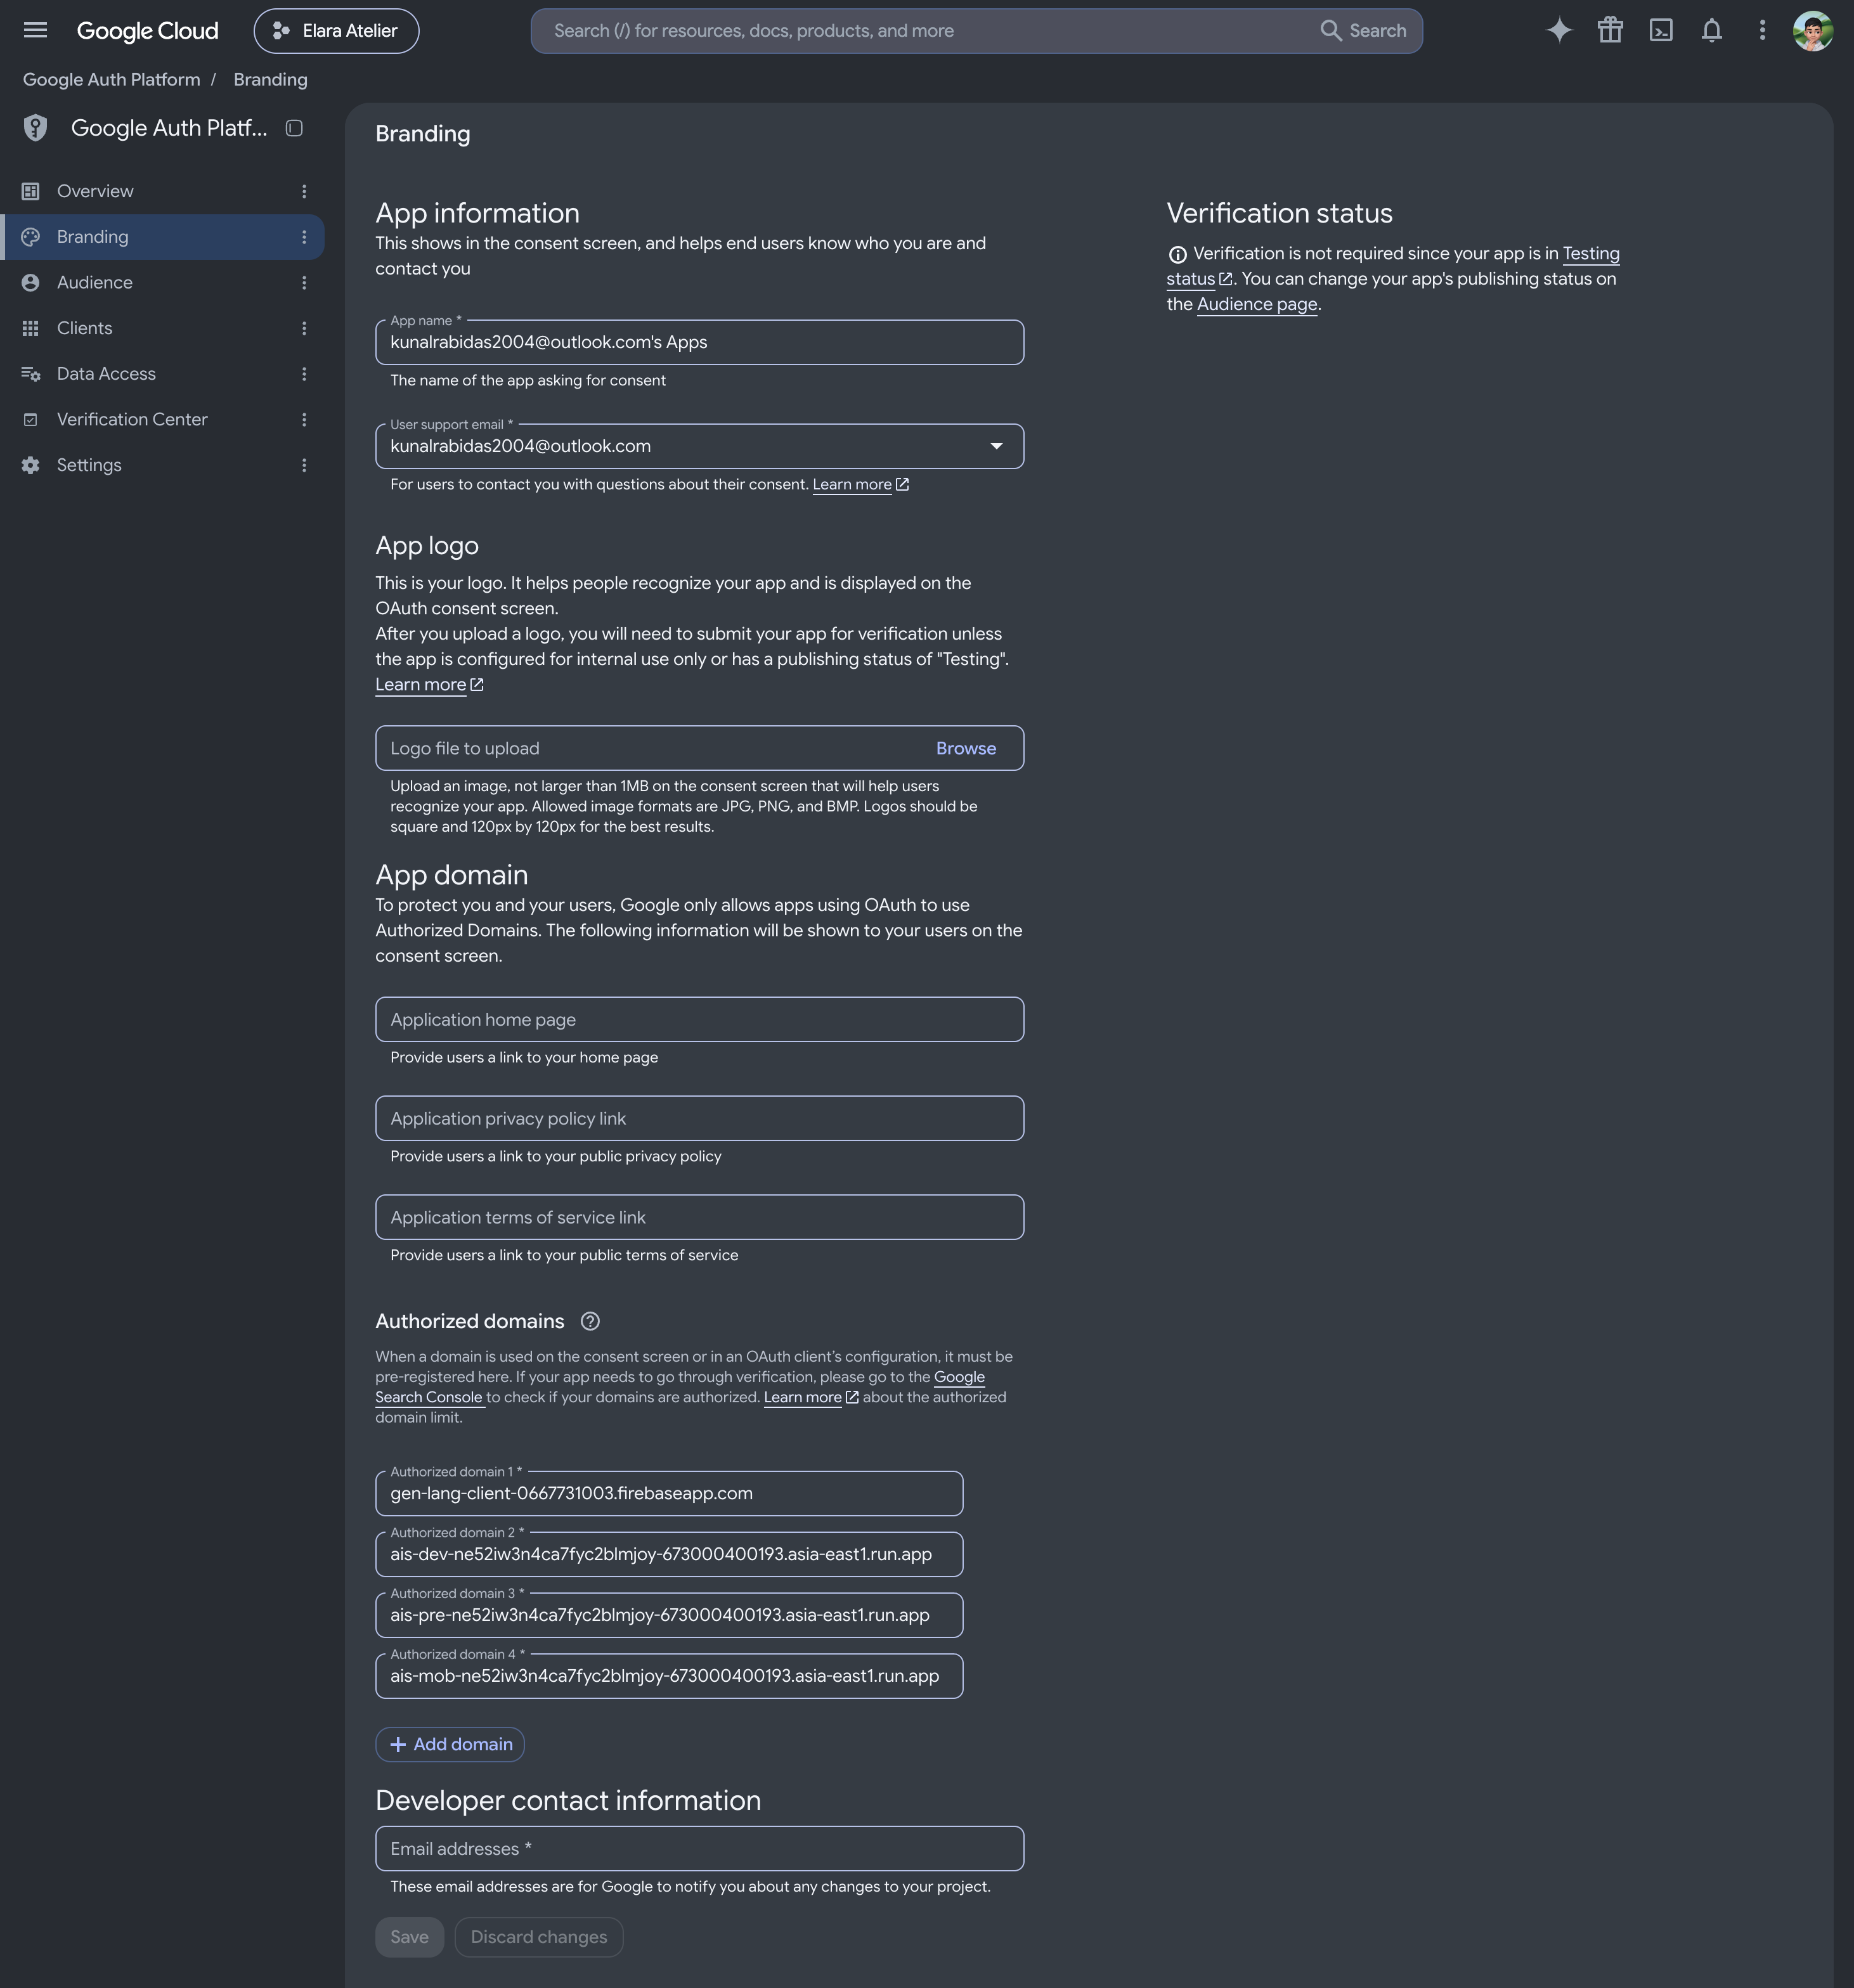 Google Cloud
Elara Atelier
Search (/) for resources, docs, products, and more
Search
Google Auth Platform / Branding
Google Auth Platf...
Overview
Branding
Audience
Clients
Data Access
Verification Center
Settings
Branding
App information
This shows in the consent screen, and helps end users know who you are and
contact you
App name *
kunalrabidas2004@outlook.com's Apps
The name of the app asking for consent
User support email *
kunalrabidas2004@outlook.com
For users to contact you with questions about their consent. Learn more
App logo
This is your logo. It helps people recognize your app and is displayed on the
OAuth consent screen.
After you upload a logo, you will need to submit your app for verification unless
the app is configured for internal use only or has a publishing status of "Testing".
Learn more
Logo file to upload
Browse
Upload an image, not larger than 1MB on the consent screen that will help users
recognize your app. Allowed image formats are JPG, PNG, and BMP. Logos should be
square and 120px by 120px for the best results.
App domain
To protect you and your users, Google only allows apps using OAuth to use
Authorized Domains. The following information will be shown to your users on the
consent screen.
Application home page
Provide users a link to your home page
Application privacy policy link
Provide users a link to your public privacy policy
Application terms of service link
Provide users a link to your public terms of service
Authorized domains
When a domain is used on the consent screen or in an OAuth client's configuration, it must be
pre-registered here. If your app needs to go through verification, please go to the Google
Search Console to check if your domains are authorized. Learn more about the authorized
domain limit.
Authorized domain 1 *
gen-lang-client-0667731003.firebaseapp.com
Authorized domain 2 *
ais-dev-ne52iw3n4ca7fyc2blmjoy-673000400193.asia-east1.run.app
Authorized domain 3 *
ais-pre-ne52iw3n4ca7fyc2blmjoy-673000400193.asia-east1.run.app
Authorized domain 4 *
ais-mob-ne52iw3n4ca7fyc2blmjoy-673000400193.asia-east1.run.app
+ Add domain
Developer contact information
Email addresses *
These email addresses are for Google to notify you about any changes to your project.
Save
Discard changes
Verification status
Verification is not required since your app is in Testing
status. You can change your app's publishing status on
the Audience page.